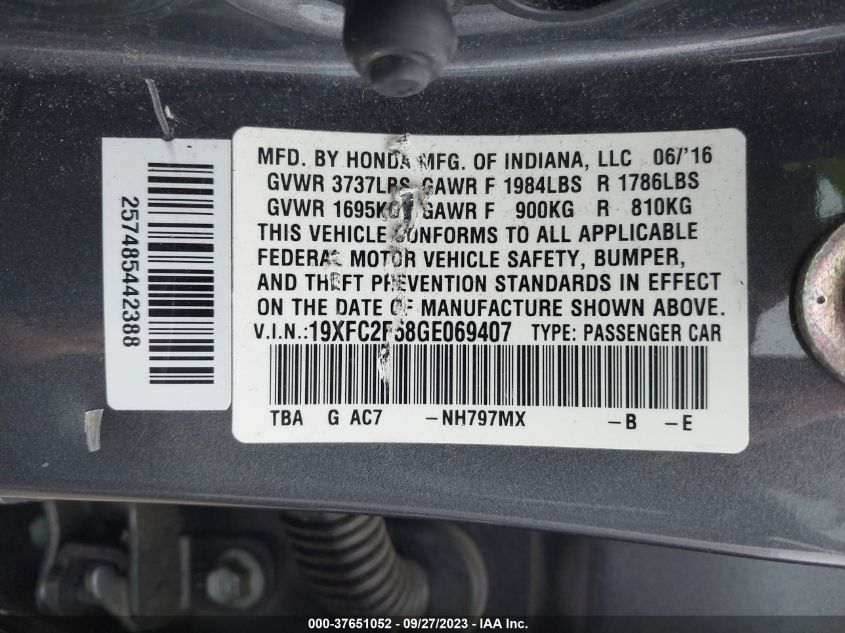 257485442388
MFD. BY HONDA MFG. OF INDIANA, LLC 06/'16
GVWR 3737LBS GAWR F 1984LBS R 1786LBS
GVWR 1695KG GAWR F 900KG R 810KG
THIS VEHICLE CONFORMS TO ALL APPLICABLE
FEDERAL MOTOR VEHICLE SAFETY, BUMPER,
AND THEFT PREVENTION STANDARDS IN EFFECT
ON THE DATE OF MANUFACTURE SHOWN ABOVE.
V.I.N.:19XFC2F58GE069407 TYPE: PASSENGER CAR
TBA G AC7 -NH797MX -B -E
000-37651052 - 09/27/2023 - IAA Inc.